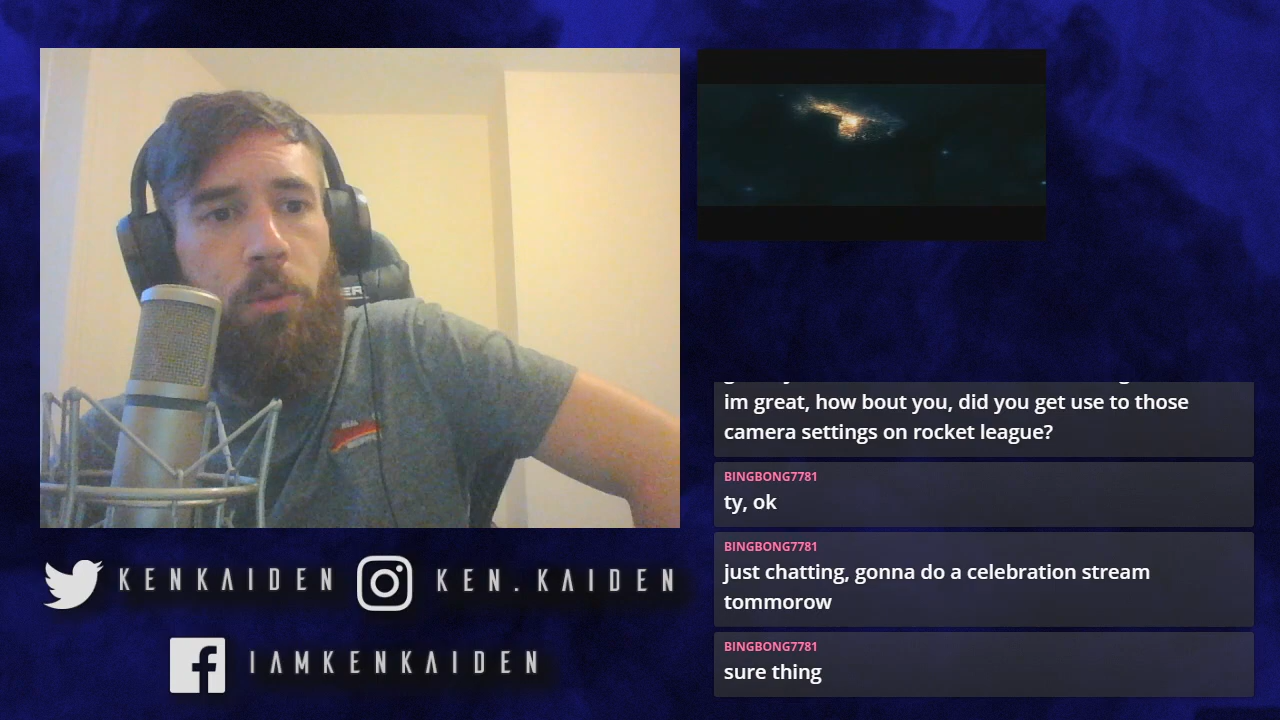 im great, how bout you, did you get use to those
camera settings on rocket league?
BINGBONG7781
ty, ok
BINGBONG7781
just chatting, gonna do a celebration stream
tommorow
BINGBONG7781
sure thing
KENKAIDEN
KEN.KAIDEN
IAMKENKAIDEN